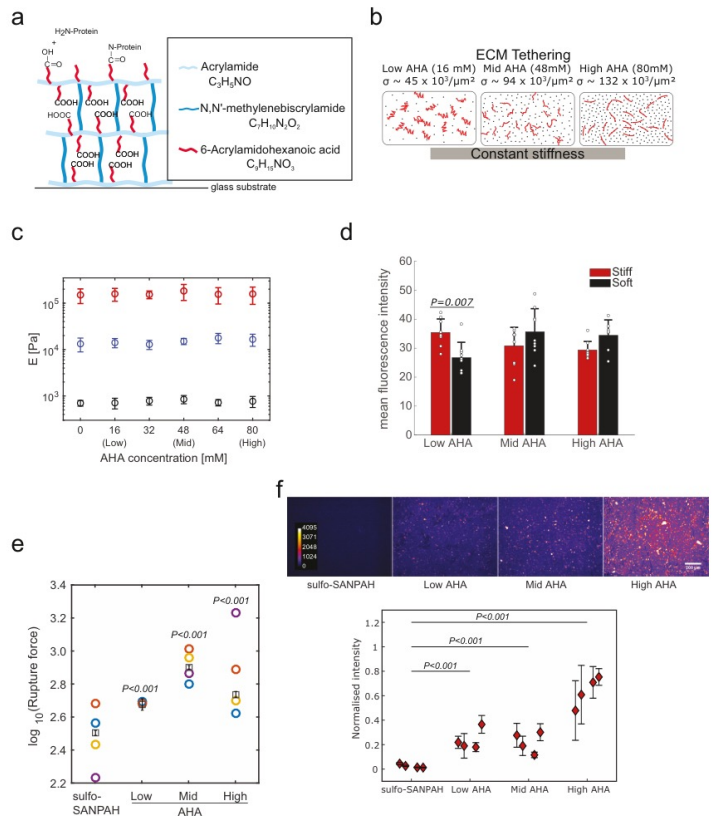 a
H₂N-Protein
+
OH
C=O
N-Protein
C=O
COOH COOH COOH
HOOC COOH COOH
COOH COOH
COOH COOH COOH
glass substrate
Acrylamide
C₃H₅NO
N,N'-methylenebiscrylamide
C₇H₁₀N₂O₂
6-Acrylamidohexanoic acid
C₉H₁₅NO₃
b
ECM Tethering
Low AHA (16 mM) Mid AHA (48mM) High AHA (80mM)
σ ~ 45 x 10³/µm² σ ~ 94 x 10³/µm² σ ~ 132 x 10³/µm²
Constant stiffness
c
E [Pa]
10⁵
10⁴
10³
0 16 32 48 64 80
(Low) (Mid) (High)
AHA concentration [mM]
d
mean fluorescence intensity
60
50
40
30
20
10
0
Stiff
Soft
P=0.007
Low AHA Mid AHA High AHA
e
log ₁₀(Rupture force)
3.4
3.2
3.0
2.8
2.6
2.4
2.2
P<0.001
P<0.001
P<0.001
sulfo- Low Mid High
SANPAH AHA
f
4095
3071
2048
1024
0
sulfo-SANPAH Low AHA Mid AHA High AHA
Normalised intensity
1.2
1
0.8
0.6
0.4
0.2
0
P<0.001
P<0.001
P<0.001
sulfo-SANPAH Low AHA Mid AHA High AHA